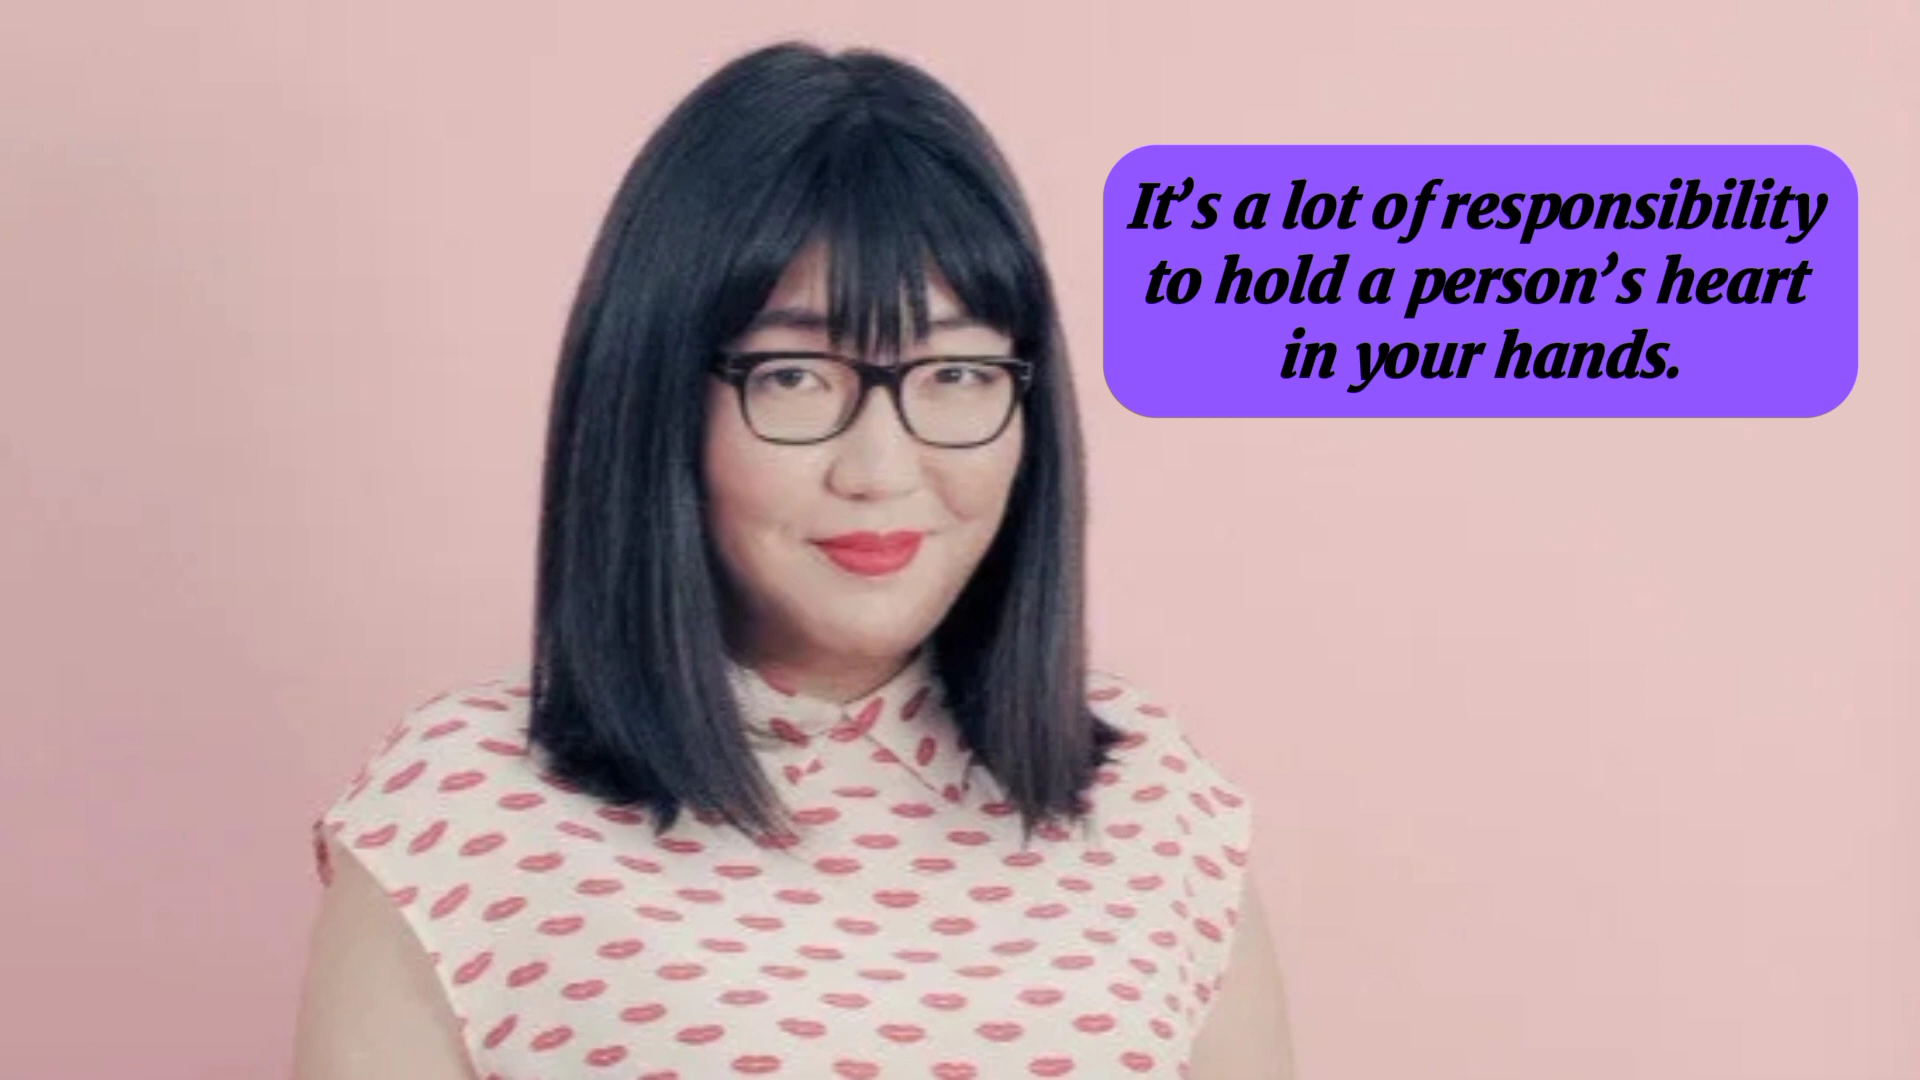 It’s a lot of responsibility
to hold a person’s heart
in your hands.